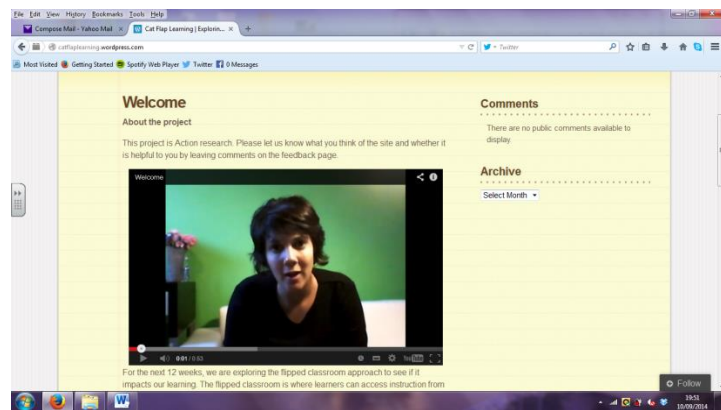 File Edit View History Bookmarks Tools Help
Compose Mail - Yahoo Mail
Cat Flap Learning | Explorin...
catflaplearning.wordpress.com
Twitter
Most Visited Getting Started Spotify Web Player Twitter 0 Messages
Welcome
About the project
This project is Action research. Please let us know what you think of the site and whether it
is helpful to you by leaving comments on the feedback page.
Welcome
0:01 / 0:53
YouTube
For the next 12 weeks, we are exploring the flipped classroom approach to see if it
impacts our learning. The flipped classroom is where learners can access instruction from
Comments
There are no public comments available to
display.
Archive
Select Month
Follow
19:51
10/09/2014